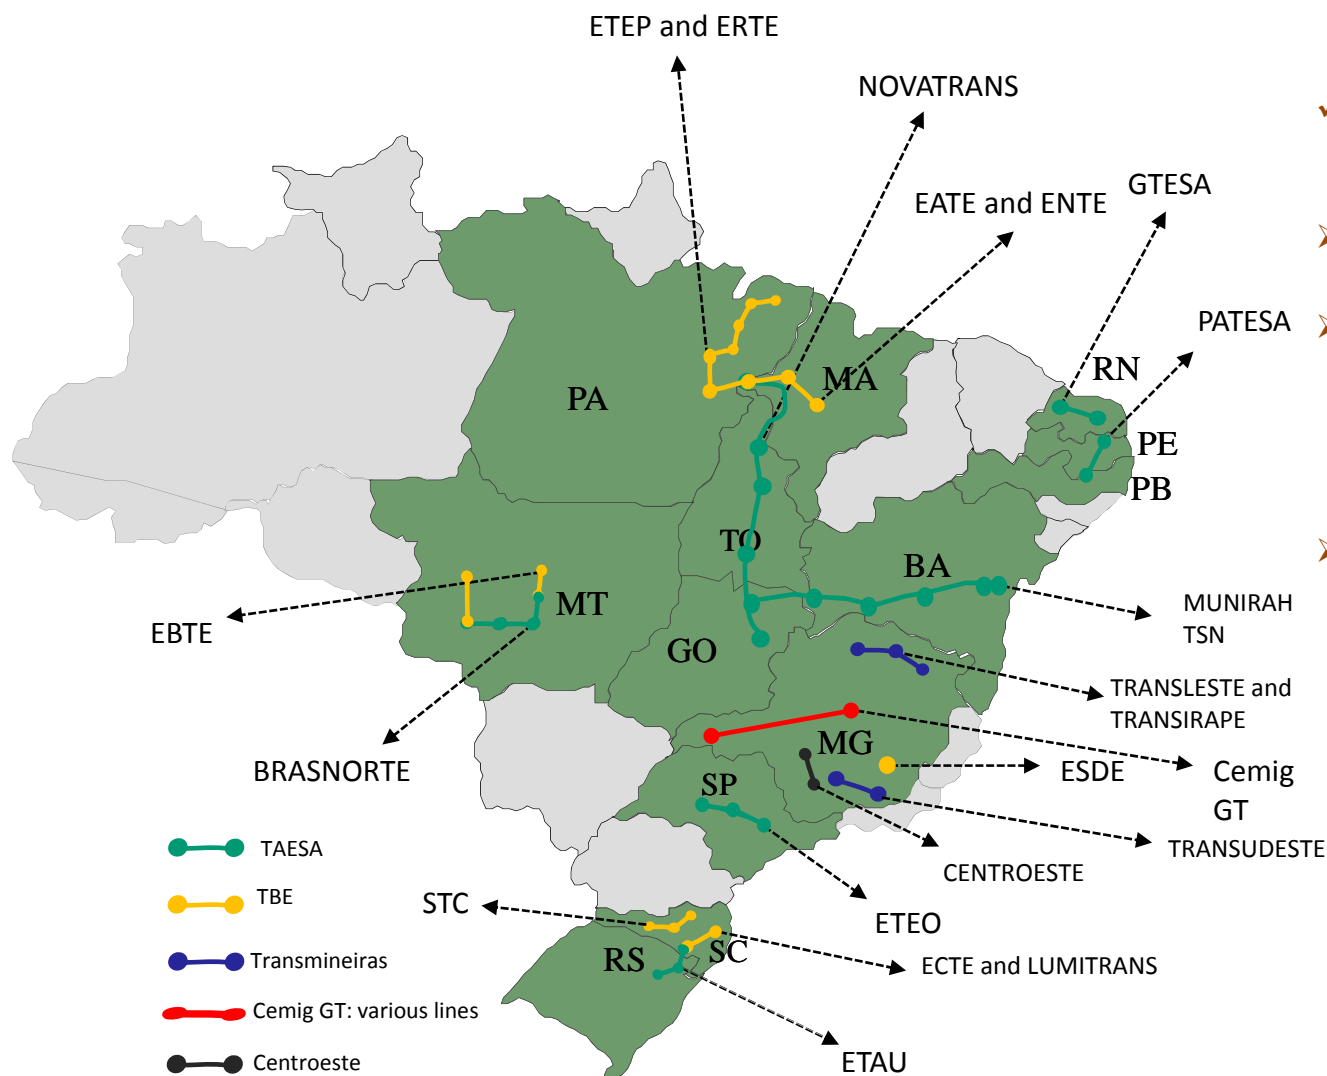 ETEP and ERTE
NOVATRANS
EATE and ENTE
GTESA
PATESA
RN
MA
PA
PE
PB
TO
BA
MT
EBTE
MUNIRAH
TSN
GO
TRANSLESTE and
TRANSIRAPE
MG
BRASNORTE
ESDE
Cemig
GT
SP
TAESA
TRANSUDESTE
CENTROESTE
TBE
STC
ETEO
RS
SC
Transmineiras
ECTE and LUMITRANS
Cemig GT: various lines
ETAU
Centroeste